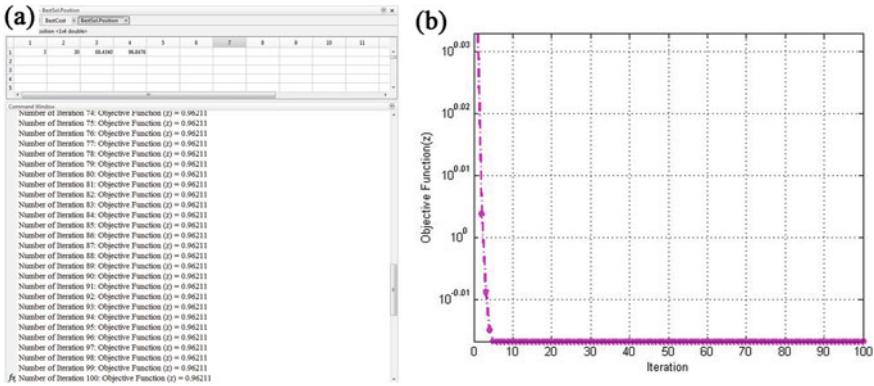 (a)
BestSol.Position
BestCost BestSol.Position
1 2 3 4 5 6 7 8 9 10 11
1 3 20
2
3
4
5
Command Window
Number of Iteration 74: Objective Function (z) = 0.96211
Number of Iteration 75: Objective Function (z) = 0.96211
Number of Iteration 76: Objective Function (z) = 0.96211
Number of Iteration 77: Objective Function (z) = 0.96211
Number of Iteration 78: Objective Function (z) = 0.96211
Number of Iteration 79: Objective Function (z) = 0.96211
Number of Iteration 80: Objective Function (z) = 0.96211
Number of Iteration 81: Objective Function (z) = 0.96211
Number of Iteration 82: Objective Function (z) = 0.96211
Number of Iteration 83: Objective Function (z) = 0.96211
Number of Iteration 84: Objective Function (z) = 0.96211
Number of Iteration 85: Objective Function (z) = 0.96211
Number of Iteration 86: Objective Function (z) = 0.96211
Number of Iteration 87: Objective Function (z) = 0.96211
Number of Iteration 88: Objective Function (z) = 0.96211
Number of Iteration 89: Objective Function (z) = 0.96211
Number of Iteration 90: Objective Function (z) = 0.96211
Number of Iteration 91: Objective Function (z) = 0.96211
Number of Iteration 92: Objective Function (z) = 0.96211
Number of Iteration 93: Objective Function (z) = 0.96211
Number of Iteration 94: Objective Function (z) = 0.96211
Number of Iteration 95: Objective Function (z) = 0.96211
Number of Iteration 96: Objective Function (z) = 0.96211
Number of Iteration 97: Objective Function (z) = 0.96211
Number of Iteration 98: Objective Function (z) = 0.96211
Number of Iteration 99: Objective Function (z) = 0.96211
fx Number of Iteration 100: Objective Function (z) = 0.96211
(b)
10^0.03
10^0.02
10^0.01
10^0
10^-0.01
Objective Function(z)
0 10 20 30 40 50 60 70 80 90 100
Iteration